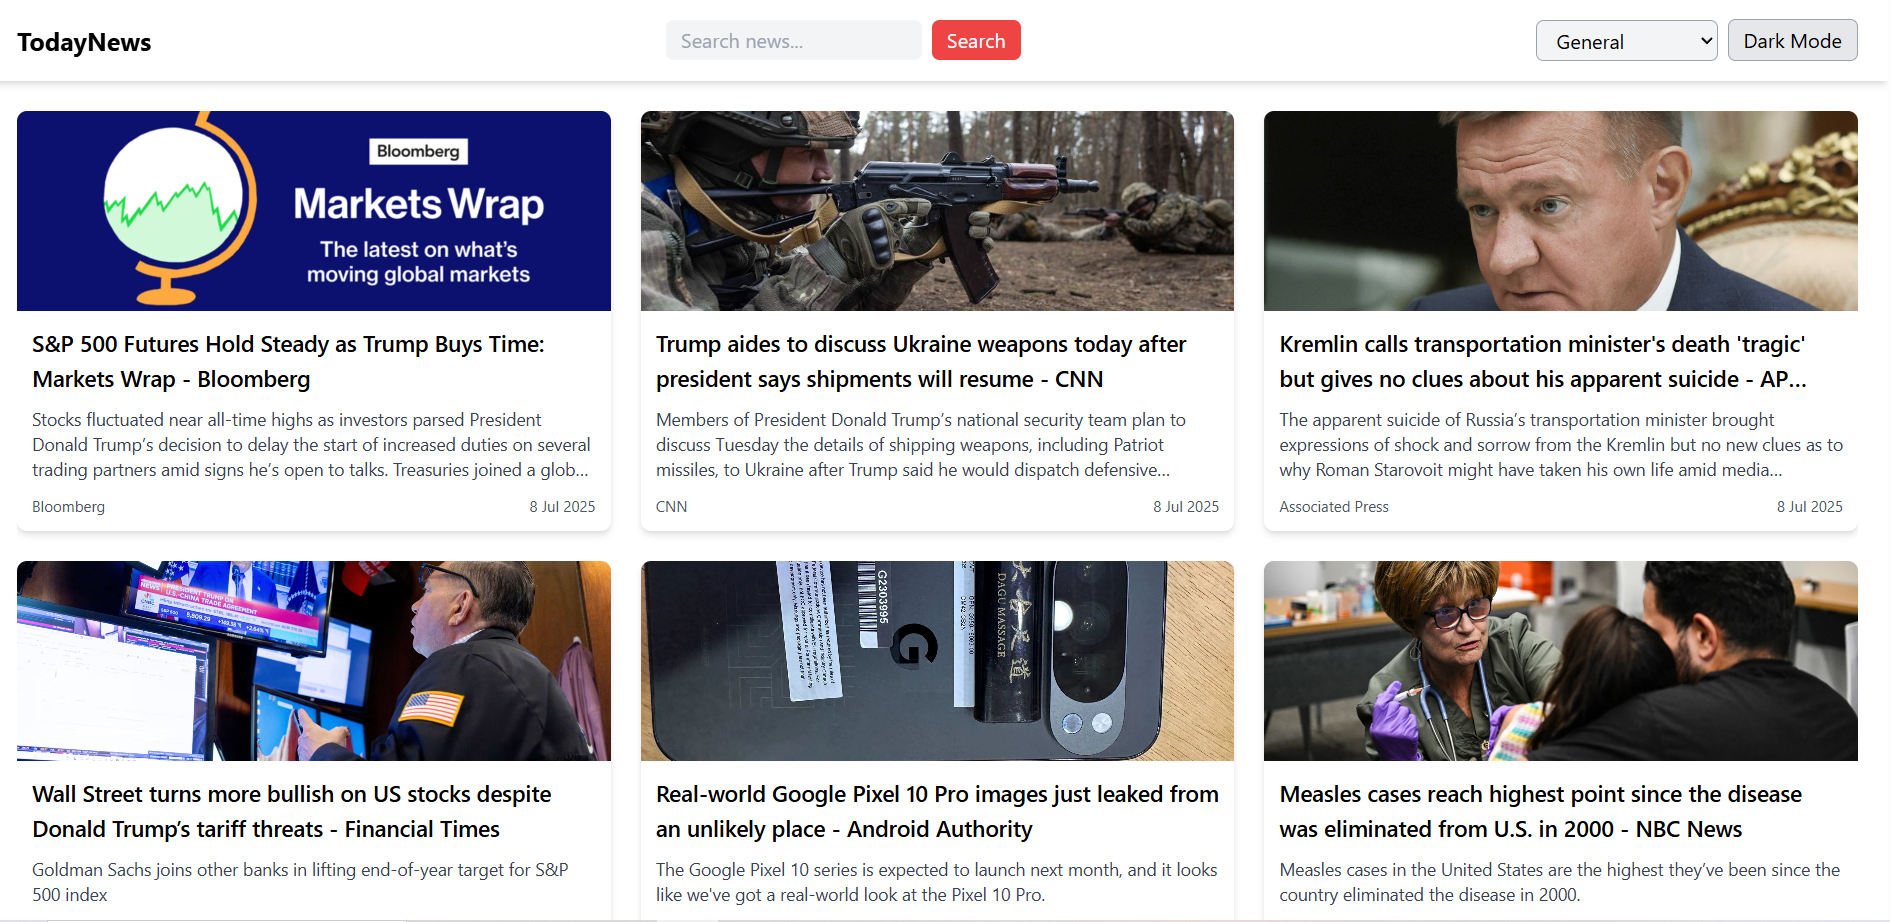 TodayNews
Search news...
Search
General
Dark Mode
Bloomberg
Markets Wrap
The latest on what's
moving global markets
S&P 500 Futures Hold Steady as Trump Buys Time:
Markets Wrap - Bloomberg
Stocks fluctuated near all-time highs as investors parsed President
Donald Trump’s decision to delay the start of increased duties on several
trading partners amid signs he’s open to talks. Treasuries joined a glob...
Bloomberg
8 Jul 2025
Trump aides to discuss Ukraine weapons today after
president says shipments will resume - CNN
Members of President Donald Trump’s national security team plan to
discuss Tuesday the details of shipping weapons, including Patriot
missiles, to Ukraine after Trump said he would dispatch defensive...
CNN
8 Jul 2025
Kremlin calls transportation minister's death 'tragic'
but gives no clues about his apparent suicide - AP...
The apparent suicide of Russia’s transportation minister brought
expressions of shock and sorrow from the Kremlin but no new clues as to
why Roman Starovoit might have taken his own life amid media...
Associated Press
8 Jul 2025
PRESIDENT TRUMP ON
U.S.-CHINA TRADE AGREEMENT
Wall Street turns more bullish on US stocks despite
Donald Trump’s tariff threats - Financial Times
Goldman Sachs joins other banks in lifting end-of-year target for S&P
500 index
G2303995
G
DAGU MASSAGE
道
Real-world Google Pixel 10 Pro images just leaked from
an unlikely place - Android Authority
The Google Pixel 10 series is expected to launch next month, and it looks
like we've got a real-world look at the Pixel 10 Pro.
Measles cases reach highest point since the disease
was eliminated from U.S. in 2000 - NBC News
Measles cases in the United States are the highest they’ve been since the
country eliminated the disease in 2000.